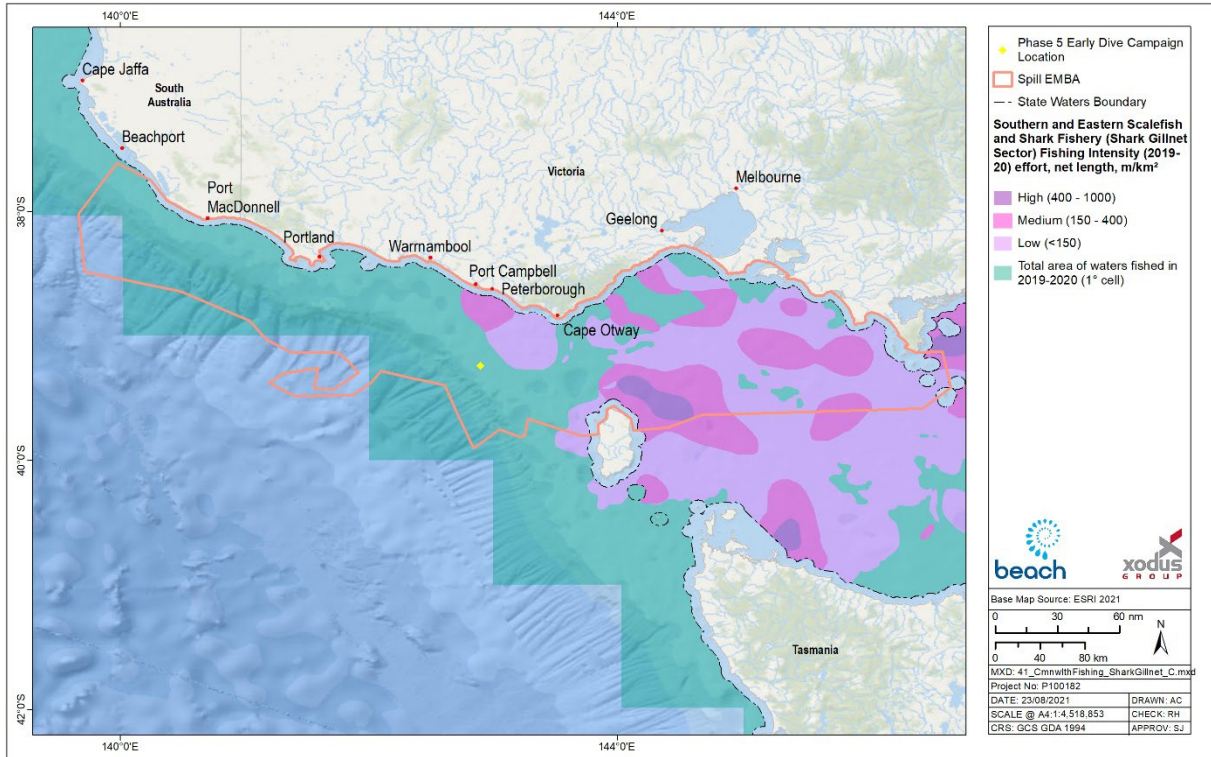 140°0'E
144°0'E
Cape Jaffa
South
Australia
Beachport
Port
MacDonnell
Portland
Victoria
Warrnambool
Port Campbell
Peterborough
Cape Otway
Geelong
Melbourne
Tasmania
38°0'S
40°0'S
42°0'S
38°0'S
40°0'S
42°0'S
140°0'E
144°0'E
Phase 5 Early Dive Campaign
Location
Spill EMBA
State Waters Boundary
Southern and Eastern Scalefish
and Shark Fishery (Shark Gillnet
Sector) Fishing Intensity (2019-
20) effort, net length, m/km²
High (400 - 1000)
Medium (150 - 400)
Low (<150)
Total area of waters fished in
2019-2020 (1° cell)
beach
xodus
GROUP
Base Map Source: ESRI 2021
0 30 60 nm
N
0 40 80 km
MXD: 41_CmnwlthFishing_SharkGillnet_C.mxd
Project No: P100182
DATE: 23/08/2021
DRAWN: AC
SCALE @ A4:1:4,518,853
CHECK: RH
CRS: GCS GDA 1994
APPROV: SJ